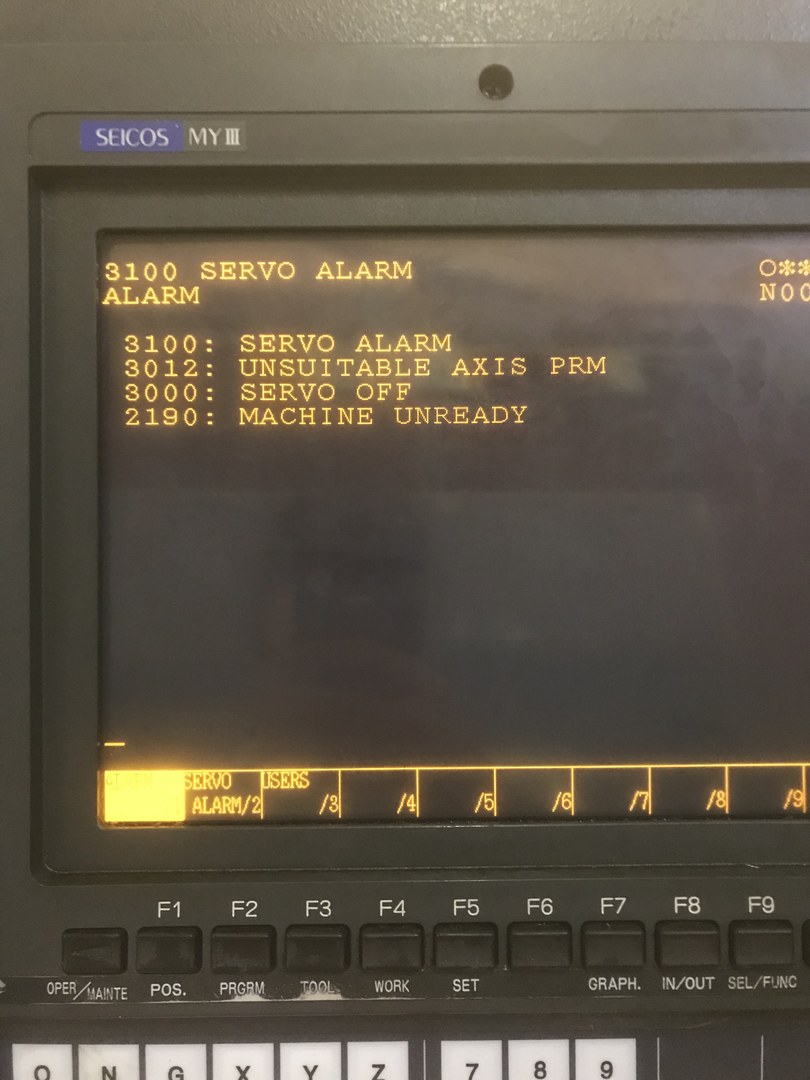 SEICOS MY III
3100 SERVO ALARM
ALARM
3100: SERVO ALARM
3012: UNSUITABLE AXIS PRM
3000: SERVO OFF
2190: MACHINE UNREADY
SERVO USERS
ALARM/2 /3 /4 /5 /6 /7 /8 /9
F1 F2 F3 F4 F5 F6 F7 F8 F9
OPER/MAINTE POS. PRGRM TOOL WORK SET GRAPH. IN/OUT SEL/FUNC
O N G X Y Z 7 8 9